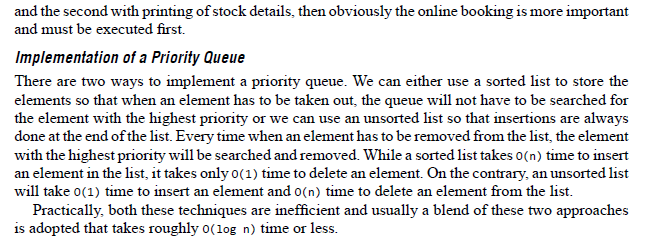 and the second with printing of stock details, then obviously the online booking is more important
and must be executed first.
Implementation of a Priority Queue
There are two ways to implement a priority queue. We can either use a sorted list to store the
elements so that when an element has to be taken out, the queue will not have to be searched for
the element with the highest priority or we can use an unsorted list so that insertions are always
done at the end of the list. Every time when an element has to be removed from the list, the element
with the highest priority will be searched and removed. While a sorted list takes O(n) time to insert
an element in the list, it takes only O(1) time to delete an element. On the contrary, an unsorted list
will take O(1) time to insert an element and O(n) time to delete an element from the list.
Practically, both these techniques are inefficient and usually a blend of these two approaches
is adopted that takes roughly O(log n) time or less.